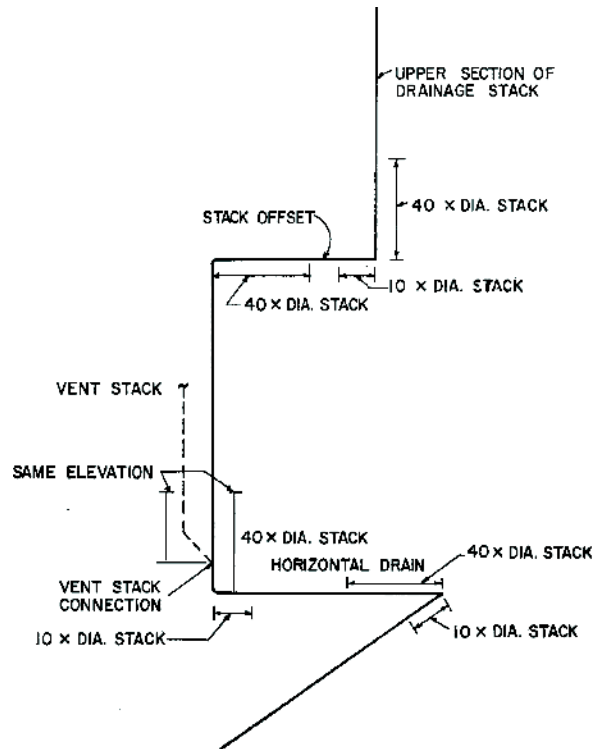 UPPER SECTION OF
DRAINAGE STACK
40 × DIA. STACK
STACK OFFSET
10 × DIA. STACK
40 × DIA. STACK
VENT STACK
SAME ELEVATION
40 × DIA. STACK
40 × DIA. STACK
HORIZONTAL DRAIN
VENT STACK
CONNECTION
10 × DIA. STACK
10 × DIA. STACK